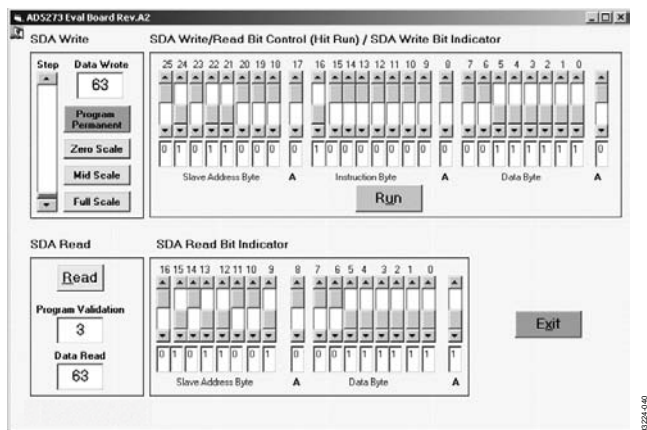 AD5273 Eval Board Rev.A2
SDA Write
SDA Write/Read Bit Control (Hit Run) / SDA Write Bit Indicator
Step
Data Wrote
63
Program Permanent
Zero Scale
Mid Scale
Full Scale
25 24 23 22 21 20 19 18 17 16 15 14 13 12 11 10 9 8 7 6 5 4 3 2 1 0
0 1 0 1 1 0 0 0 0 1 0 0 0 0 0 0 0 0 0 0 1 1 1 1 1 1 0
Slave Address Byte A Instruction Byte A Data Byte A
Run
SDA Read
SDA Read Bit Indicator
Read
Program Validation
3
Data Read
63
16 15 14 13 12 11 10 9 8 7 6 5 4 3 2 1 0
0 1 0 1 1 0 0 1 0 1 1 1 1 1 1 1 1 1
Slave Address Byte A Data Byte A
Exit
03224-040